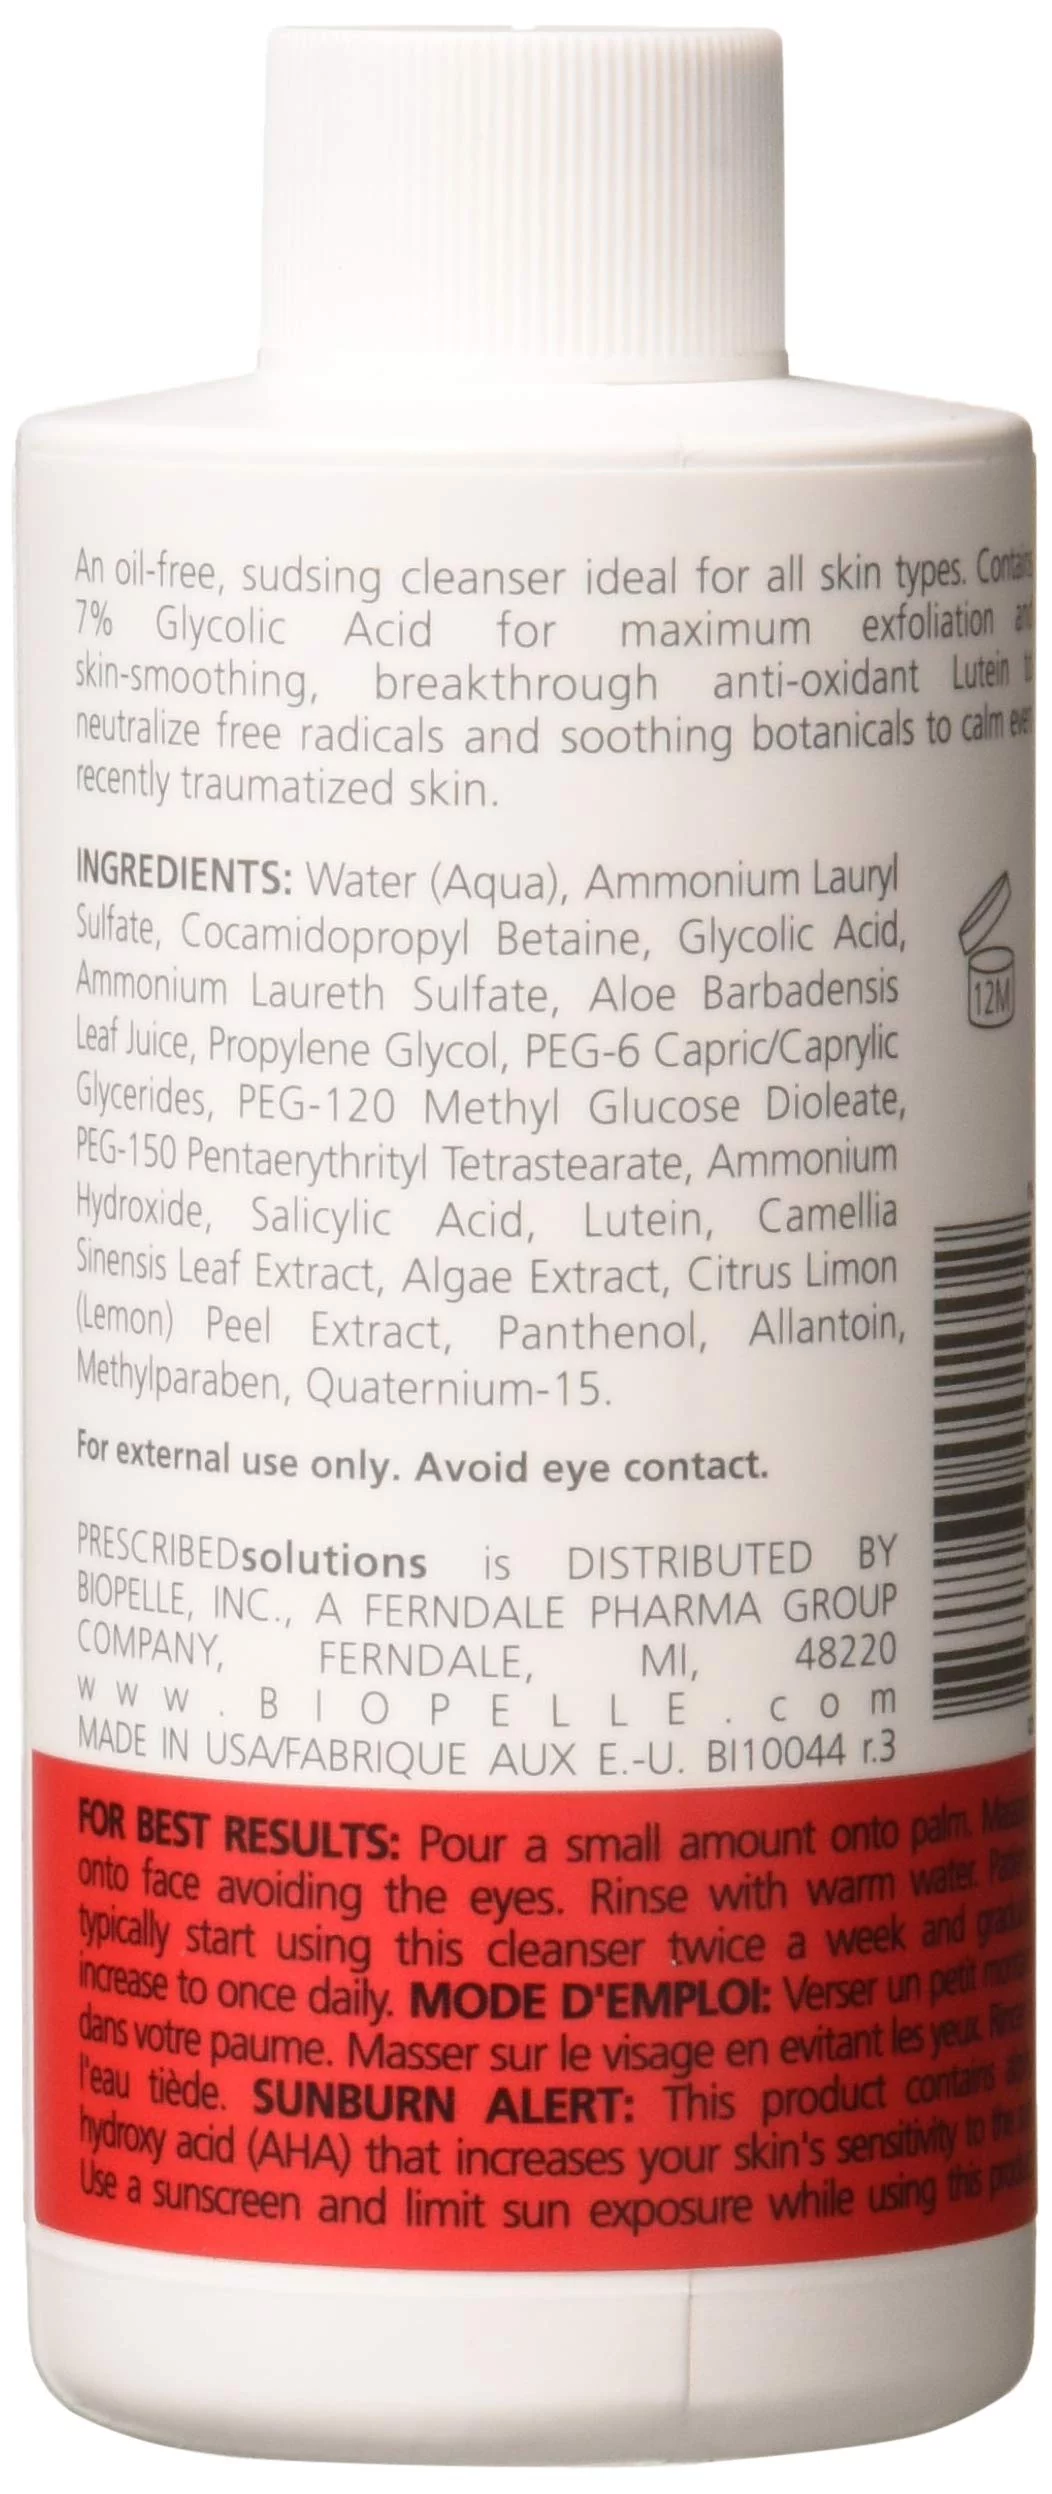 An oil-free, sudsing cleanser ideal for all skin types. Contains
7% Glycolic Acid for maximum exfoliation and
skin-smoothing, breakthrough anti-oxidant Lutein to
neutralize free radicals and soothing botanicals to calm even
recently traumatized skin.
INGREDIENTS: Water (Aqua), Ammonium Lauryl
Sulfate, Cocamidopropyl Betaine, Glycolic Acid,
Ammonium Laureth Sulfate, Aloe Barbadensis
Leaf Juice, Propylene Glycol, PEG-6 Capric/Caprylic
Glycerides, PEG-120 Methyl Glucose Dioleate,
PEG-150 Pentaerythrityl Tetrastearate, Ammonium
Hydroxide, Salicylic Acid, Lutein, Camellia
Sinensis Leaf Extract, Algae Extract, Citrus Limon
(Lemon) Peel Extract, Panthenol, Allantoin,
Methylparaben, Quaternium-15.
12M
For external use only. Avoid eye contact.
PRESCRIBEDsolutions is DISTRIBUTED BY
BIOPELLE, INC., A FERNDALE PHARMA GROUP
COMPANY, FERNDALE, MI, 48220
www.BIOPELLE.com
MADE IN USA/FABRIQUE AUX E.-U. BI10044 r.3
FOR BEST RESULTS: Pour a small amount onto palm.
onto face avoiding the eyes. Rinse with warm water.
typically start using this cleanser twice a week and
increase to once daily. MODE D'EMPLOI: Verser un petit
dans votre paume. Masser sur le visage en evitant les yeux.
l'eau tiède. SUNBURN ALERT: This product contains
hydroxy acid (AHA) that increases your skin's sensitivity to the
Use a sunscreen and limit sun exposure while using this